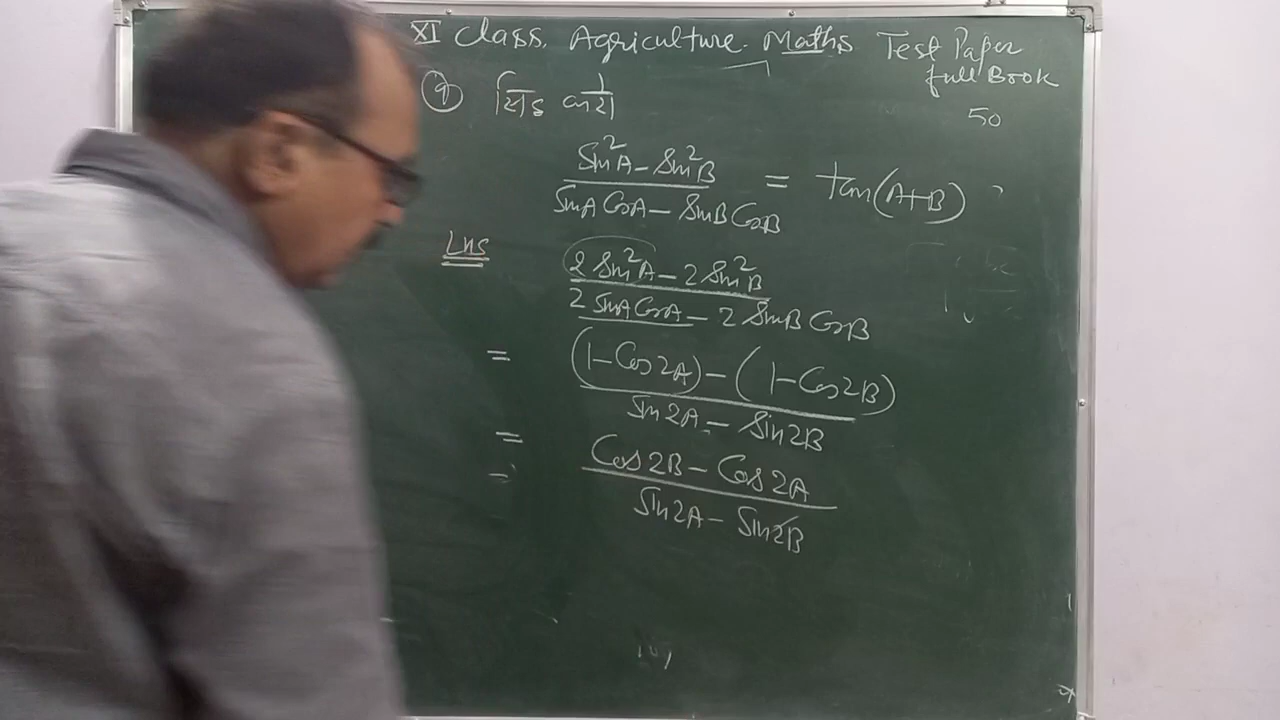 XI Class. Agriculture Maths Test Paper
full Book
9
50
Sin²A - Sin²B / SinA CosA - SinB CosB = tan(A+B)
LHS
2 Sin²A - 2 Sin²B / 2 SinA CosA - 2 SinB CosB
= (1-Cos2A) - (1-Cos2B) / Sin2A - Sin2B
= Cos2B - Cos2A / Sin2A - Sin2B
=